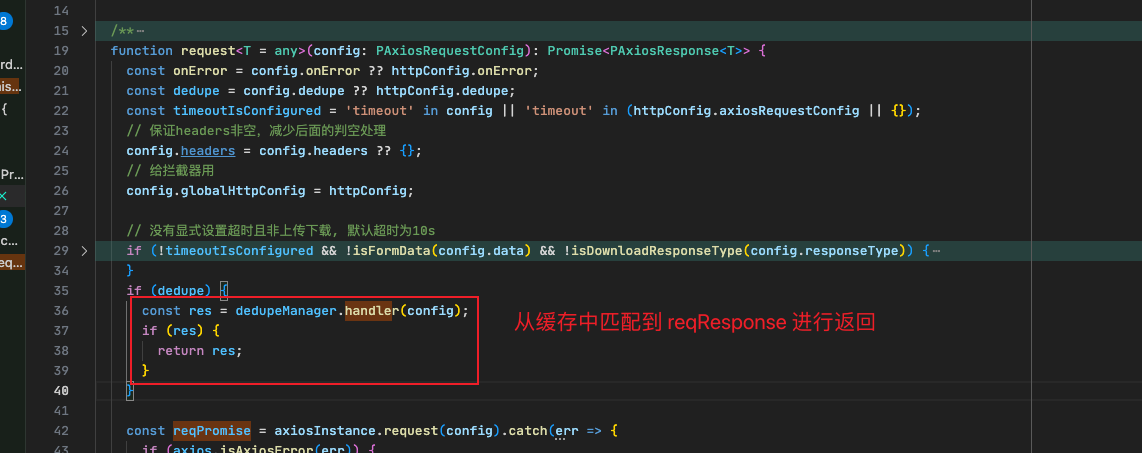 14
8
15 > /**…
19 function request<T = any>(config: PAxiosRequestConfig): Promise<PAxiosResponse<T>> {
rd...
20 const onError = config.onError ?? httpConfig.onError;
nis...
21 const dedupe = config.dedupe ?? httpConfig.dedupe;
{
22 const timeoutIsConfigured = 'timeout' in config || 'timeout' in (httpConfig.axiosRequestConfig || {});
23 // 保证headers非空，减少后面的判空处理
24 config.headers = config.headers ?? {};
Pr...
25 // 给拦截器用
26 config.globalHttpConfig = httpConfig;
3
27
c...
28 // 没有显式设置超时且非上传下载，默认超时为10s
29 > if (!timeoutIsConfigured && !isFormData(config.data) && !isDownloadResponseType(config.responseType)) {…
eq...
34 }
35 if (dedupe) {
36 const res = dedupeManager.handler(config);
从缓存中匹配到 reqResponse 进行返回
37 if (res) {
38 return res;
39 }
40 }
41
42 const reqPromise = axiosInstance.request(config).catch(err => {
43 if (axios.isAxiosError(err)) {